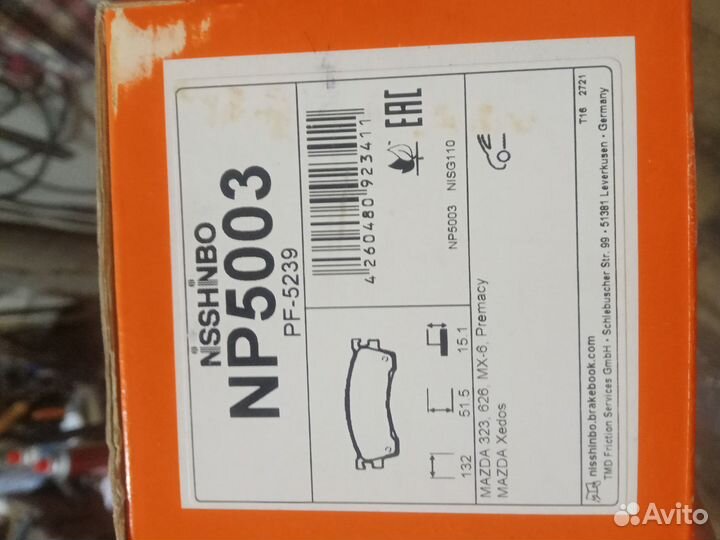 NISSHINBO
NP5003
PF-5239
4 260480 923411
EAC
NP5003 NISG110
132 51.5 15.1
MAZDA 323, 626, MX-6, Premacy
MAZDA Xedos
nisshinbo.brakebook.com
TMD Friction Services GmbH · Schlebuscher Str. 99 · 51381 Leverkusen · Germany
T16 2721
Avito